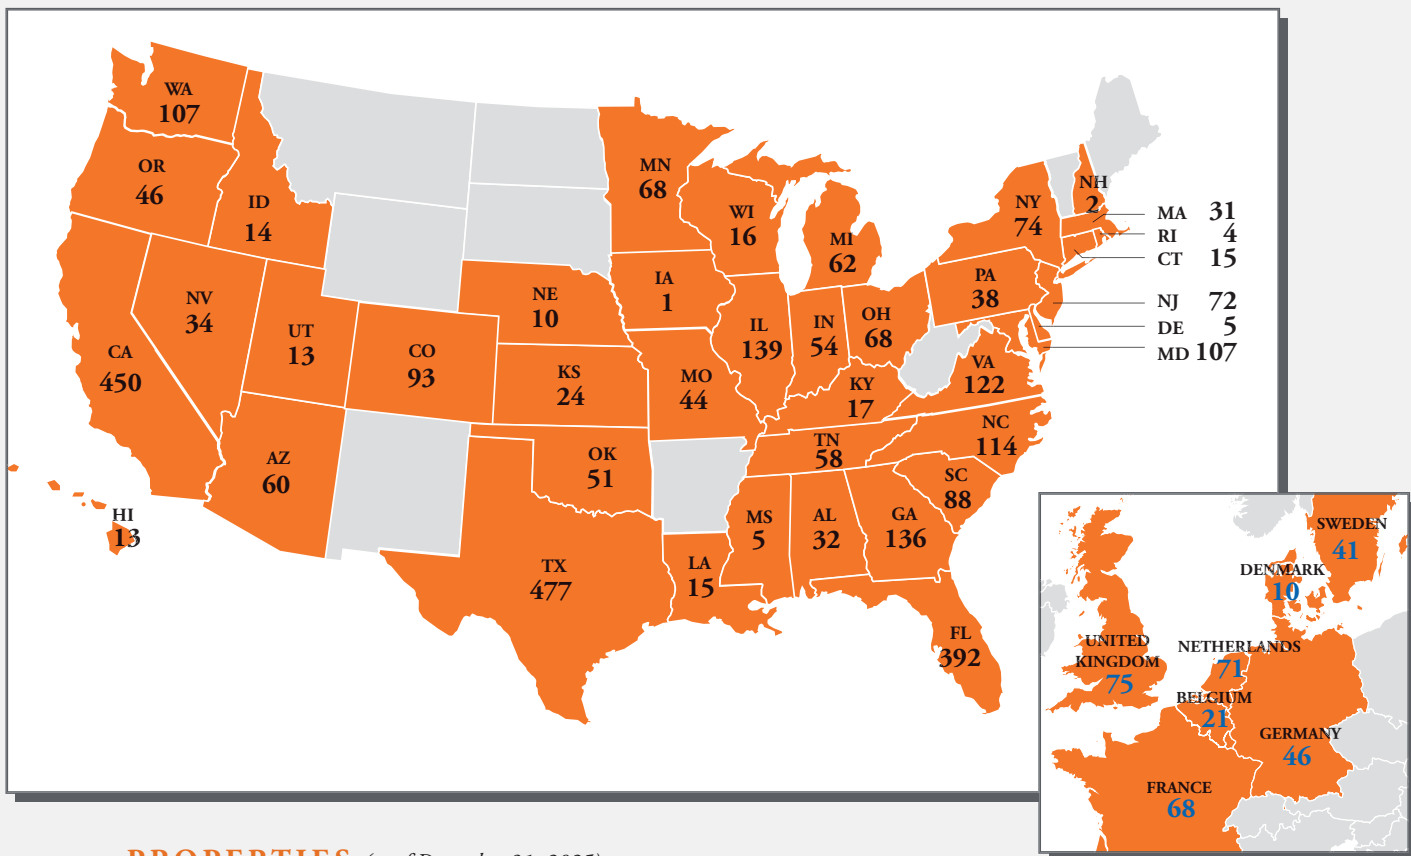 WA
107
OR
46
ID
14
NV
34
UT
13
CA
450
AZ
60
CO
93
NE
10
KS
24
OK
51
TX
477
MN
68
IA
1
MO
44
WI
16
IL
139
MI
62
IN
54
OH
68
KY
17
TN
58
MS
5
AL
32
GA
136
LA
15
FL
392
SC
88
NC
114
VA
122
PA
38
NY
74
NH
2
MA 31
RI 4
CT 15
NJ 72
DE 5
MD 107
HI
13
SWEDEN
41
DENMARK
10
UNITED
KINGDOM
75
NETHERLANDS
71
BELGIUM
21
GERMANY
46
FRANCE
68
PROPERTIES (as of December 31, 2025)